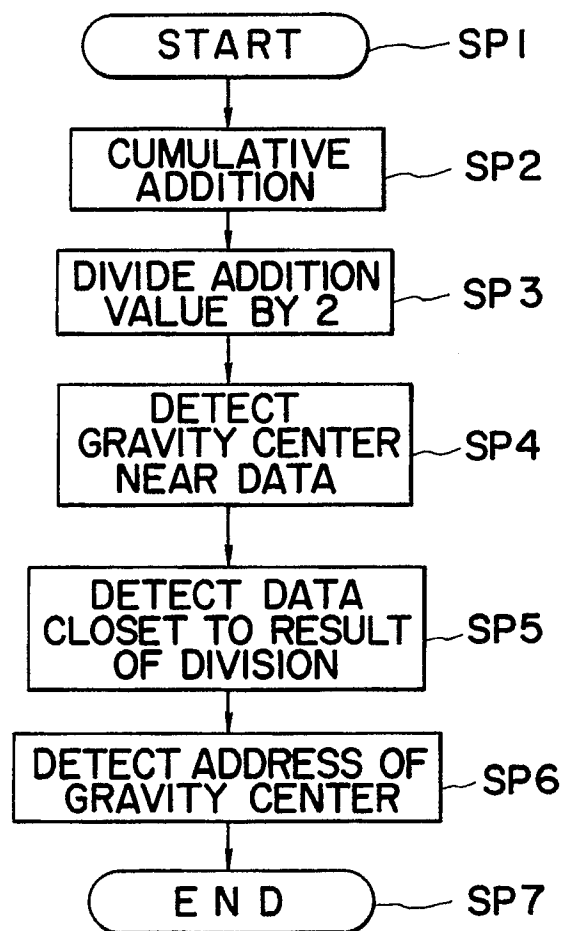 START
SP1
CUMULATIVE
ADDITION
SP2
DIVIDE ADDITION
VALUE BY 2
SP3
DETECT
GRAVITY CENTER
NEAR DATA
SP4
DETECT DATA
CLOSET TO RESULT
OF DIVISION
SP5
DETECT ADDRESS OF
GRAVITY CENTER
SP6
END
SP7